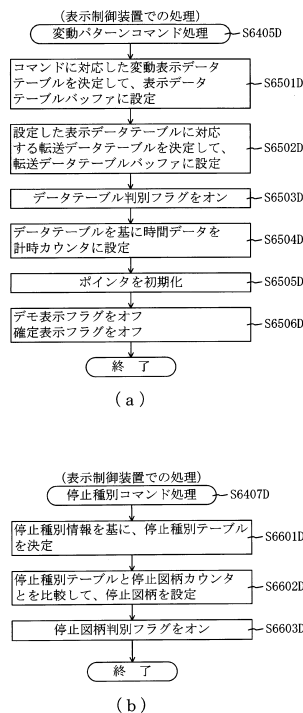 (表示制御装置での処理)
変動パターンコマンド処理 S6405D
コマンドに対応した変動表示データ
テーブルを決定して、表示データ
テーブルバッファに設定 S6501D
設定した表示データテーブルに対応
する転送データテーブルを決定して、
転送データテーブルバッファに設定 S6502D
データテーブル判別フラグをオン S6503D
データテーブルを基に時間データを
計時カウンタに設定 S6504D
ポインタを初期化 S6505D
デモ表示フラグをオフ
確定表示フラグをオフ S6506D
終 了
(a)
(表示制御装置での処理)
停止種別コマンド処理 S6407D
停止種別情報を基に、停止種別テーブル
を決定 S6601D
停止種別テーブルと停止図柄カウンタ
とを比較して、停止図柄を設定 S6602D
停止図柄判別フラグをオン S6603D
終 了
(b)